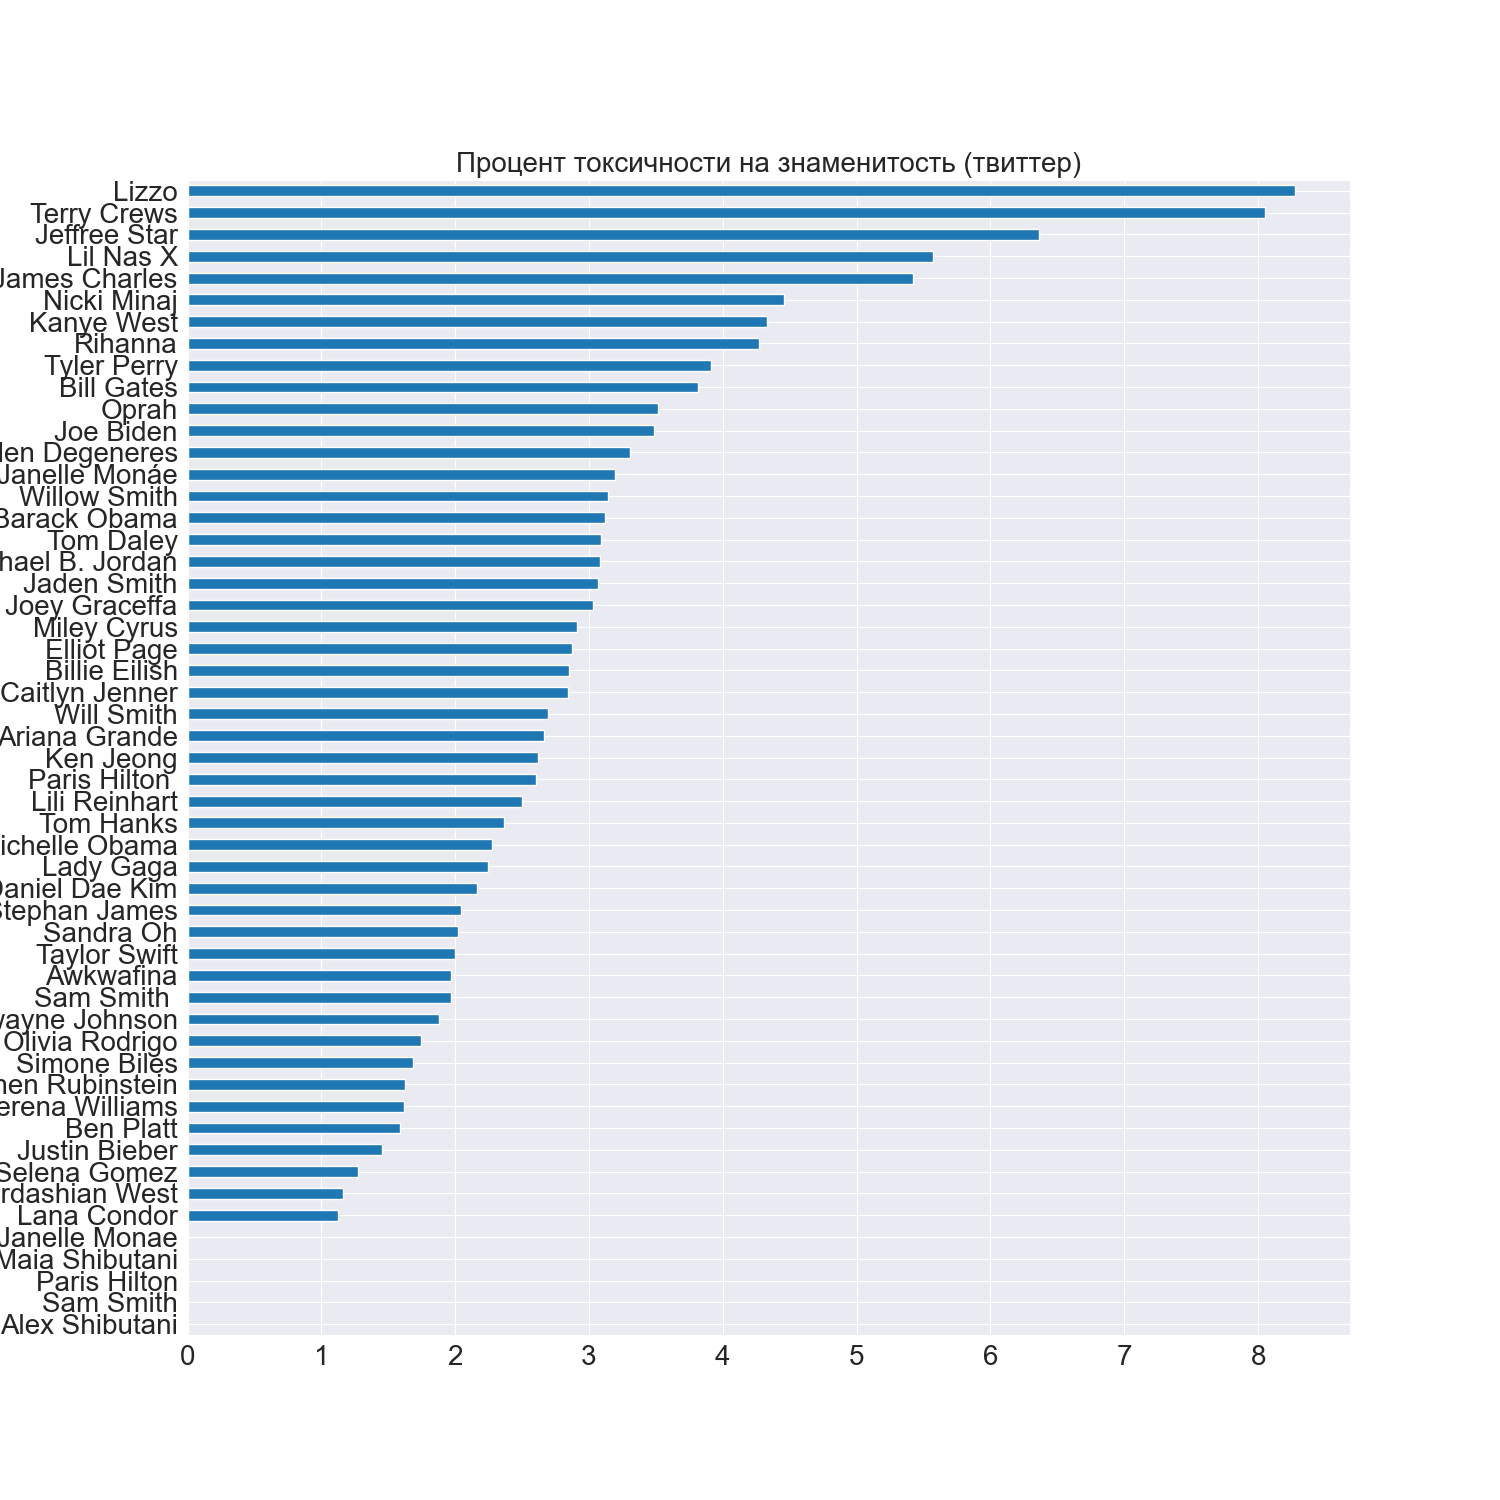 Процент токсичности на знаменитость (твиттер)
Lizzo
Terry Crews
Jeffree Star
Lil Nas X
James Charles
Nicki Minaj
Kanye West
Rihanna
Tyler Perry
Bill Gates
Oprah
Joe Biden
len Degeneres
Janelle Monáe
Willow Smith
Barack Obama
Tom Daley
hael B. Jordan
Jaden Smith
Joey Graceffa
Miley Cyrus
Elliot Page
Billie Eilish
Caitlyn Jenner
Will Smith
Ariana Grande
Ken Jeong
Paris Hilton
Lili Reinhart
Tom Hanks
ichelle Obama
Lady Gaga
Daniel Dae Kim
Stephan James
Sandra Oh
Taylor Swift
Awkwafina
Sam Smith
wayne Johnson
Olivia Rodrigo
Simone Biles
hen Rubinstein
erena Williams
Ben Platt
Justin Bieber
Selena Gomez
rdashian West
Lana Condor
Janelle Monae
Maia Shibutani
Paris Hilton
Sam Smith
Alex Shibutani
0 1 2 3 4 5 6 7 8